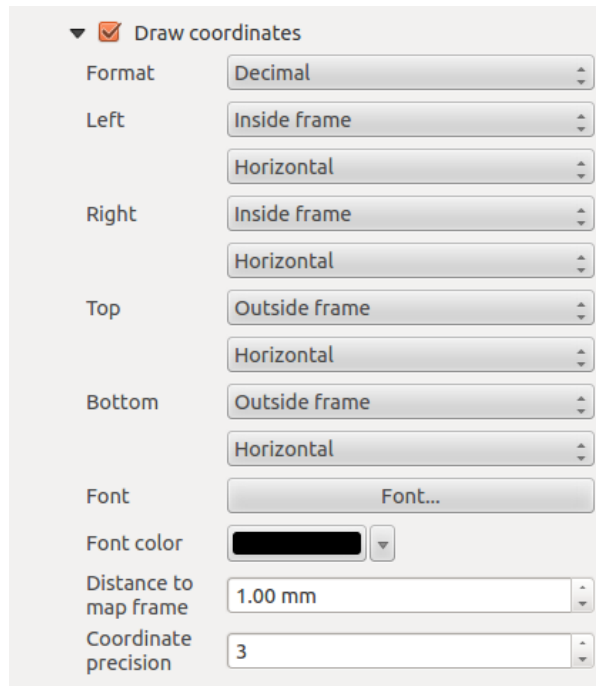 Draw coordinates
Format Decimal
Left Inside frame
Horizontal
Right Inside frame
Horizontal
Top Outside frame
Horizontal
Bottom Outside frame
Horizontal
Font Font...
Font color
Distance to
map frame 1.00 mm
Coordinate
precision 3